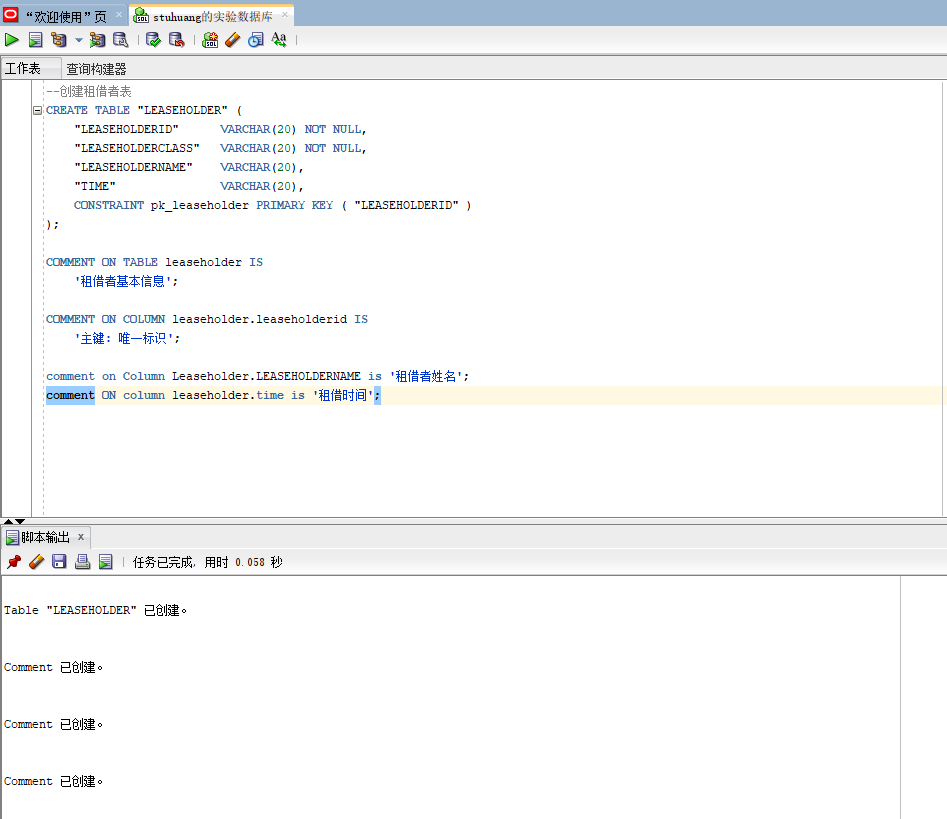 “欢迎使用”页
stuhuang的实验数据库
工作表 查询构建器
--创建租借者表
CREATE TABLE "LEASEHOLDER" (
"LEASEHOLDERID" VARCHAR(20) NOT NULL,
"LEASEHOLDERCLASS" VARCHAR(20) NOT NULL,
"LEASEHOLDERNAME" VARCHAR(20),
"TIME" VARCHAR(20),
CONSTRAINT pk_leaseholder PRIMARY KEY ( "LEASEHOLDERID" )
);
COMMENT ON TABLE leaseholder IS
'租借者基本信息';
COMMENT ON COLUMN leaseholder.leaseholderid IS
'主键: 唯一标识';
comment on Column Leaseholder.LEASEHOLDERNAME is '租借者姓名';
comment ON column leaseholder.time is '租借时间';
脚本输出 x
任务已完成, 用时 0.058 秒
Table "LEASEHOLDER" 已创建。
Comment 已创建。
Comment 已创建。
Comment 已创建。